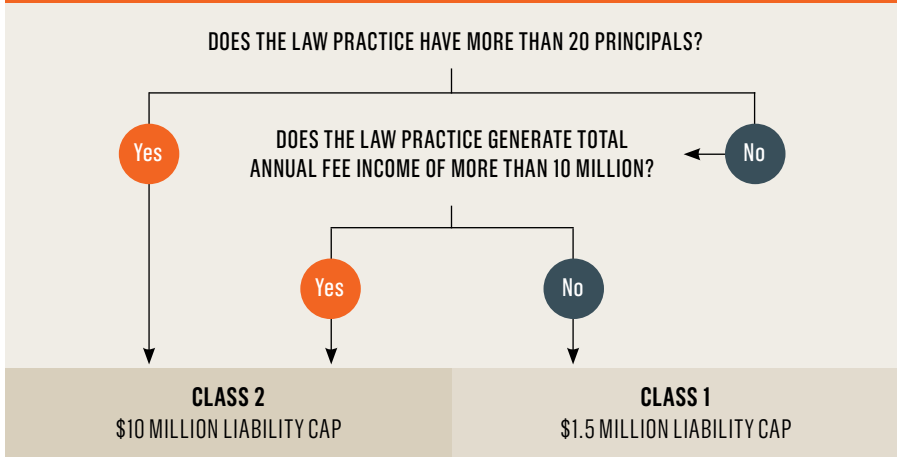 DOES THE LAW PRACTICE HAVE MORE THAN 20 PRINCIPALS?
Yes
DOES THE LAW PRACTICE GENERATE TOTAL
ANNUAL FEE INCOME OF MORE THAN 10 MILLION?
No
Yes
No
CLASS 2
$10 MILLION LIABILITY CAP
CLASS 1
$1.5 MILLION LIABILITY CAP